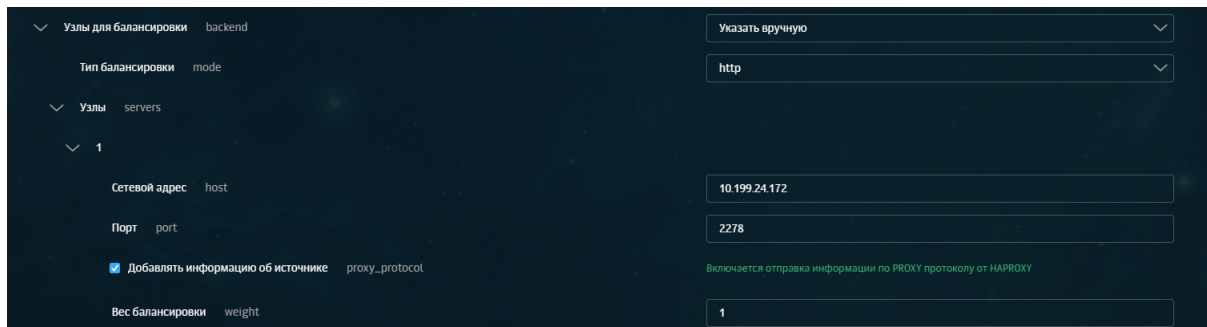 Узлы для балансировки backend Указать вручную
Тип балансировки mode http
Узлы servers
1
Сетевой адрес host 10.199.24.172
Порт port 2278
Добавлять информацию об источнике proxy_protocol Включается отправка информации по PROXY протоколу от HAPROXY
Вес балансировки weight 1